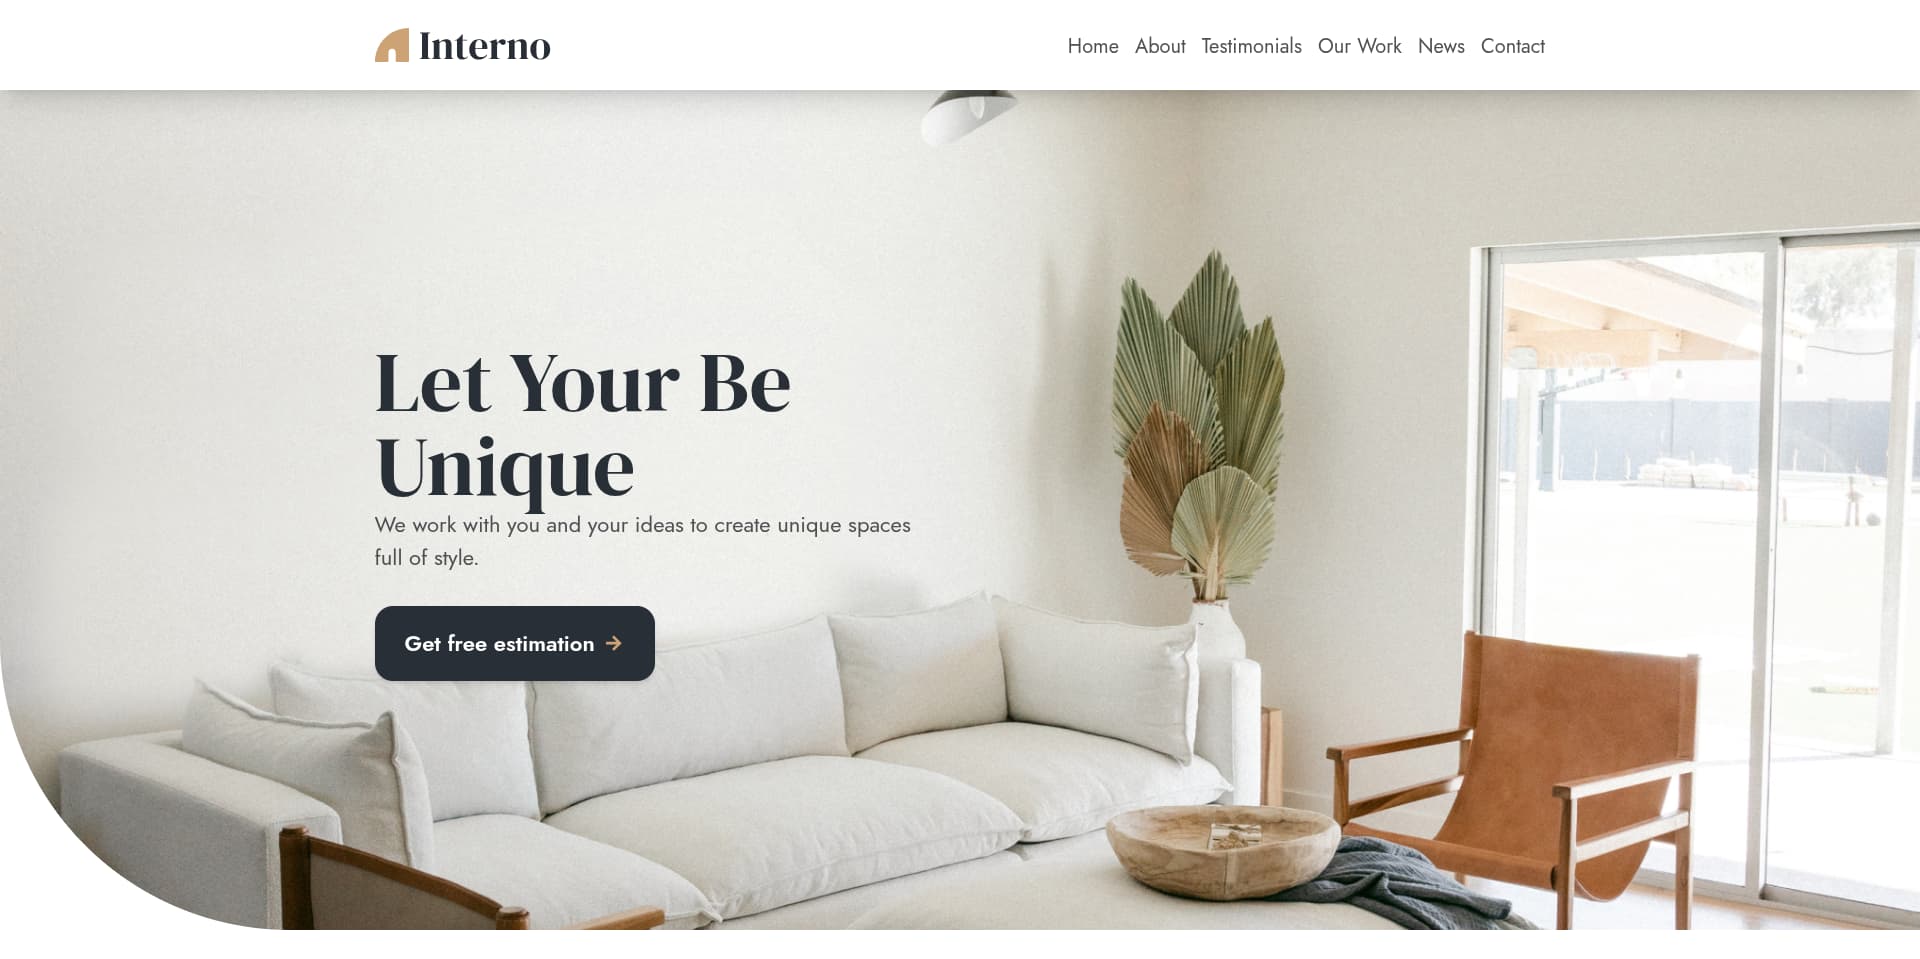 Interno
Home About Testimonials Our Work News Contact
Let Your Be
Unique
We work with you and your ideas to create unique spaces
full of style.
Get free estimation →